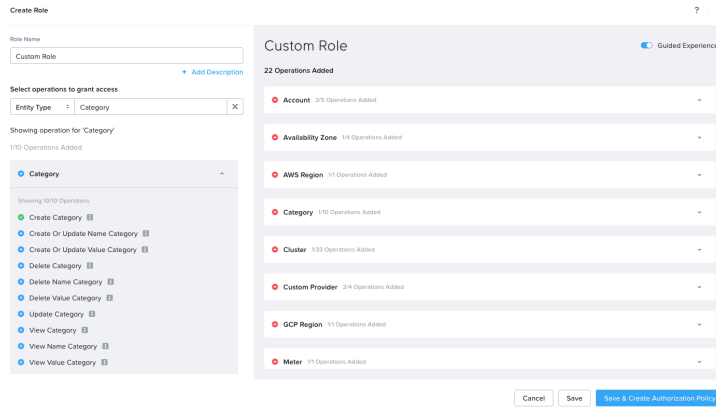 Create Role
?
Role Name
Custom Role
+ Add Description
Select operations to grant access
Entity Type
Category
Showing operation for 'Category'
1/10 Operations Added
Category
Showing 10/10 Operations
Create Category
Create Or Update Name Category
Create Or Update Value Category
Delete Category
Delete Name Category
Delete Value Category
Update Category
View Category
View Name Category
View Value Category
Custom Role
Guided Experience
22 Operations Added
Account 3/5 Operations Added
Availability Zone 1/4 Operations Added
AWS Region 1/1 Operations Added
Category 1/10 Operations Added
Cluster 1/33 Operations Added
Custom Provider 2/4 Operations Added
GCP Region 1/1 Operations Added
Meter 1/1 Operations Added
Cancel
Save
Save & Create Authorization Policy